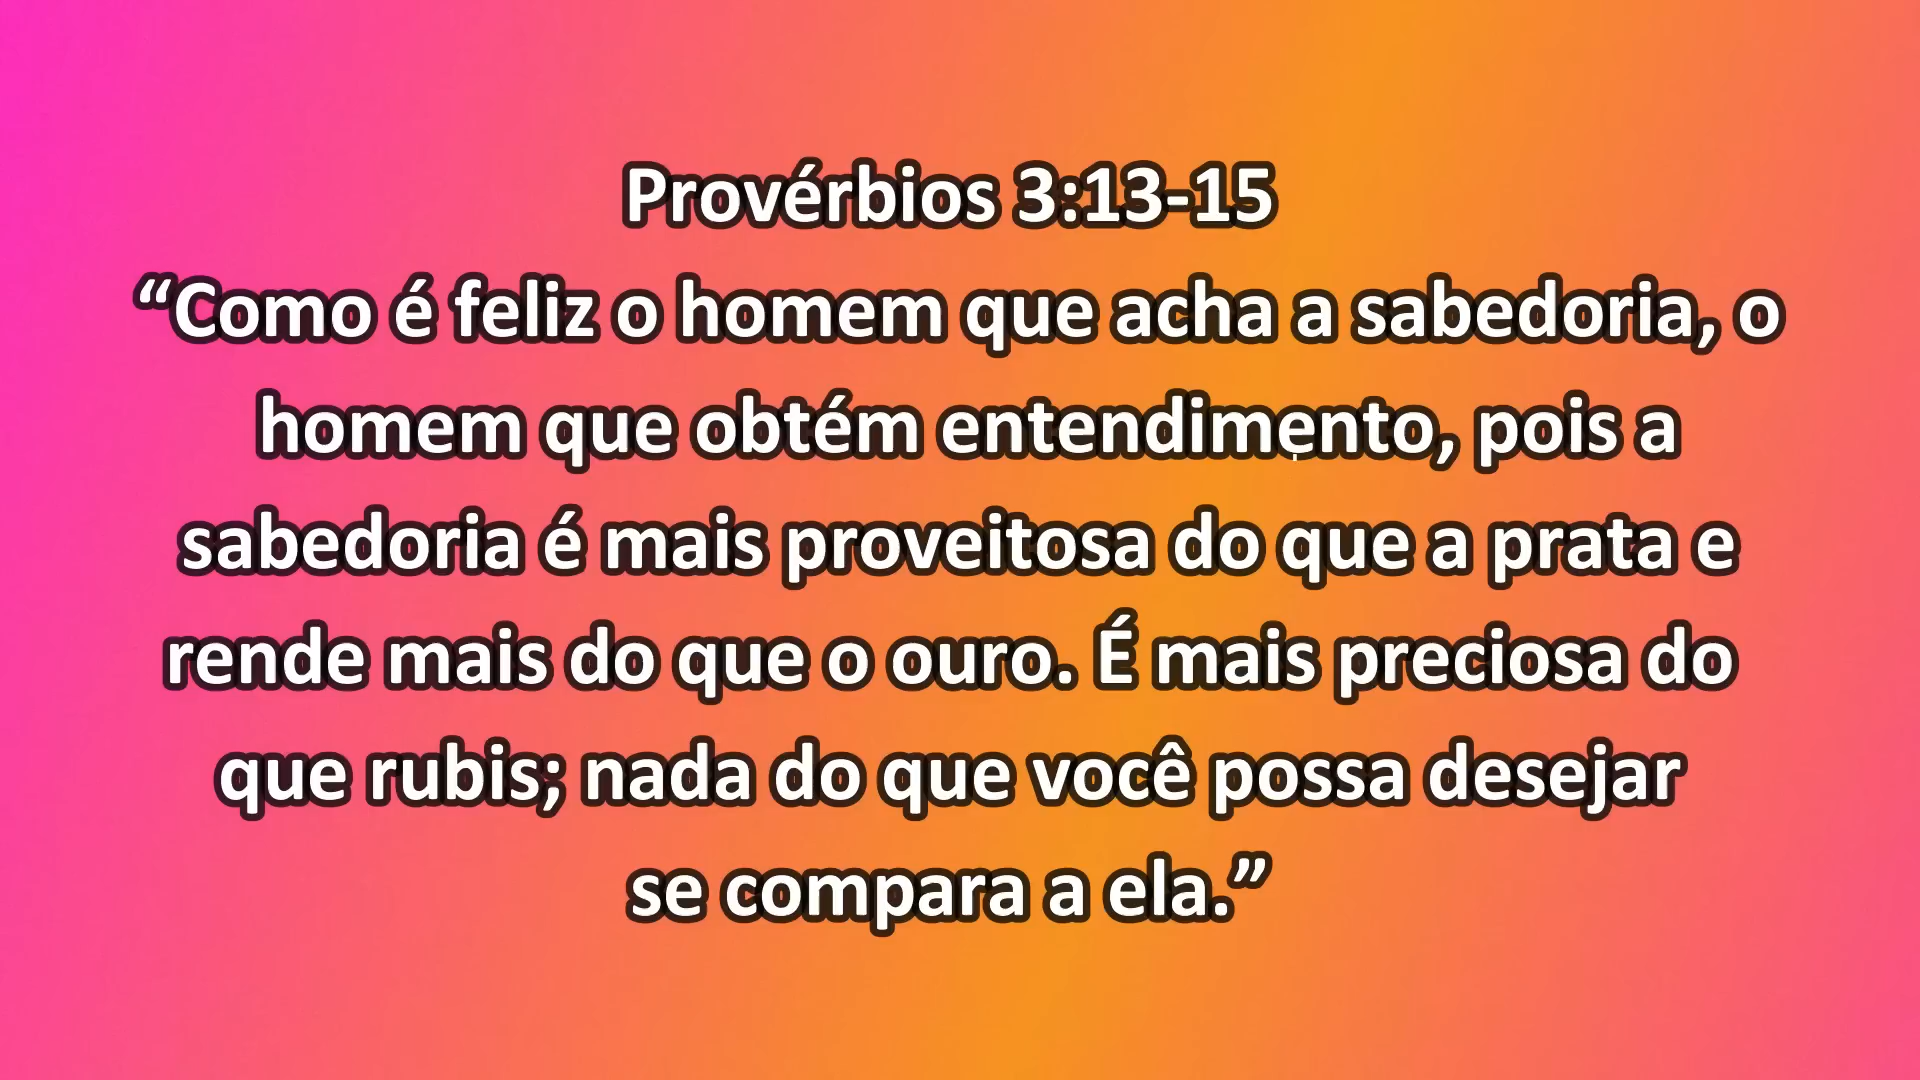 Provérbios 3:13-15
“Como é feliz o homem que acha a sabedoria, o
homem que obtém entendimento, pois a
sabedoria é mais proveitosa do que a prata e
rende mais do que o ouro. É mais preciosa do
que rubis; nada do que você possa desejar
se compara a ela.”